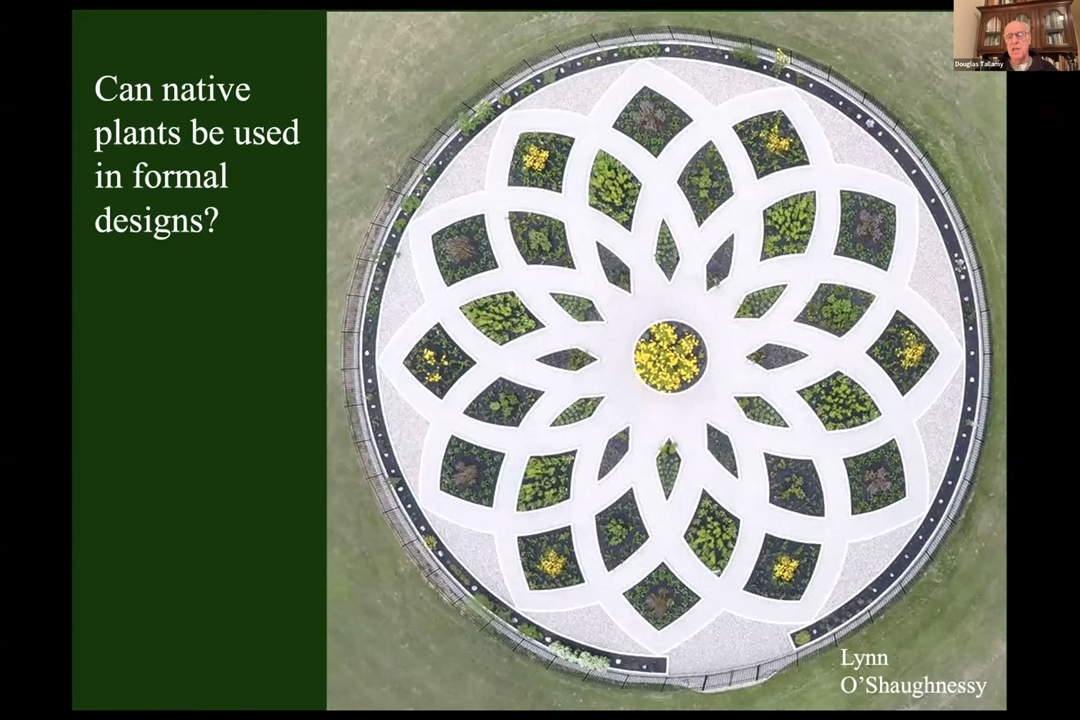 Can native
plants be used
in formal
designs?
Douglas Tallamy
Lynn
O'Shaughnessy